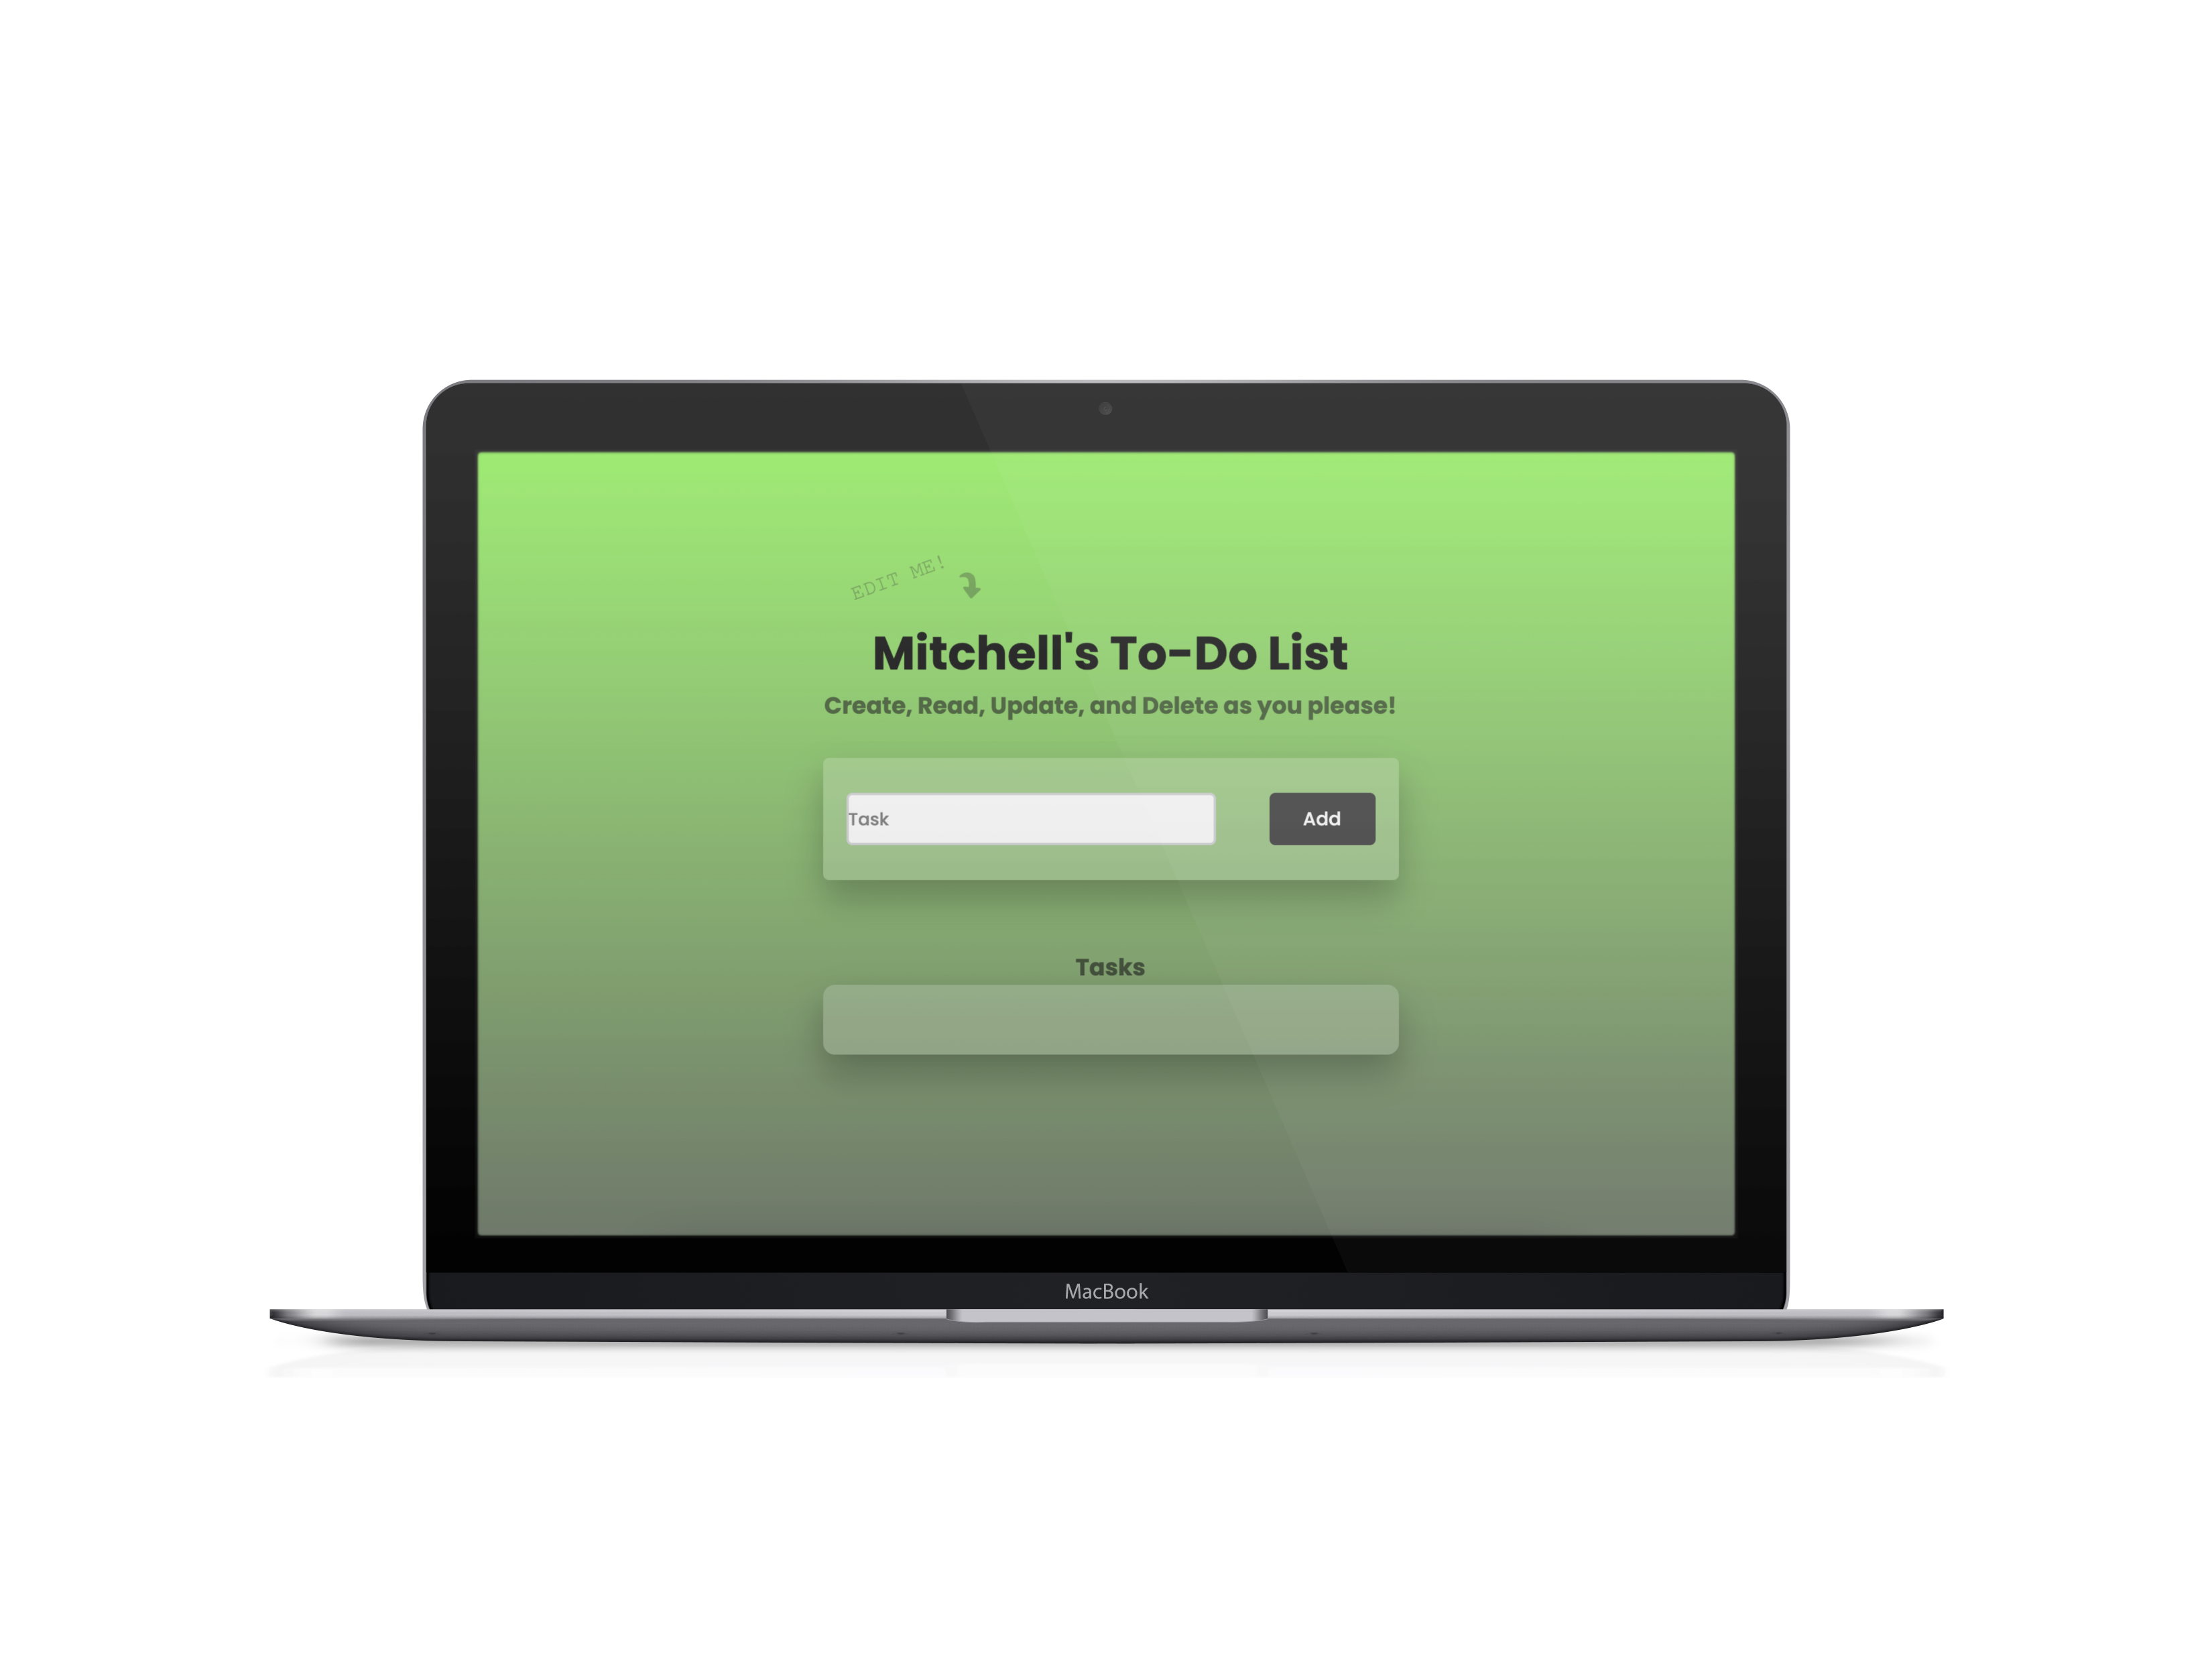 EDIT ME!
Mitchell's To-Do List
Create, Read, Update, and Delete as you please!
Task
Add
Tasks
MacBook